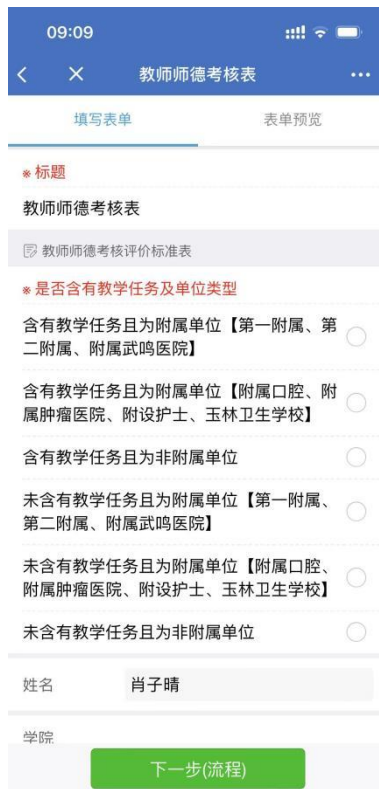 09:09
教师师德考核表
填写表单
表单预览
* 标题
教师师德考核表
教师师德考核评价标准表
* 是否含有教学任务及单位类型
含有教学任务且为附属单位【第一附属、第
二附属、附属武鸣医院】
含有教学任务且为附属单位【附属口腔、附
属肿瘤医院、附设护士、玉林卫生学校】
含有教学任务且为非附属单位
未含有教学任务且为附属单位【第一附属、
第二附属、附属武鸣医院】
未含有教学任务且为附属单位【附属口腔、
附属肿瘤医院、附设护士、玉林卫生学校】
未含有教学任务且为非附属单位
姓名
肖子晴
学院
下一步(流程)